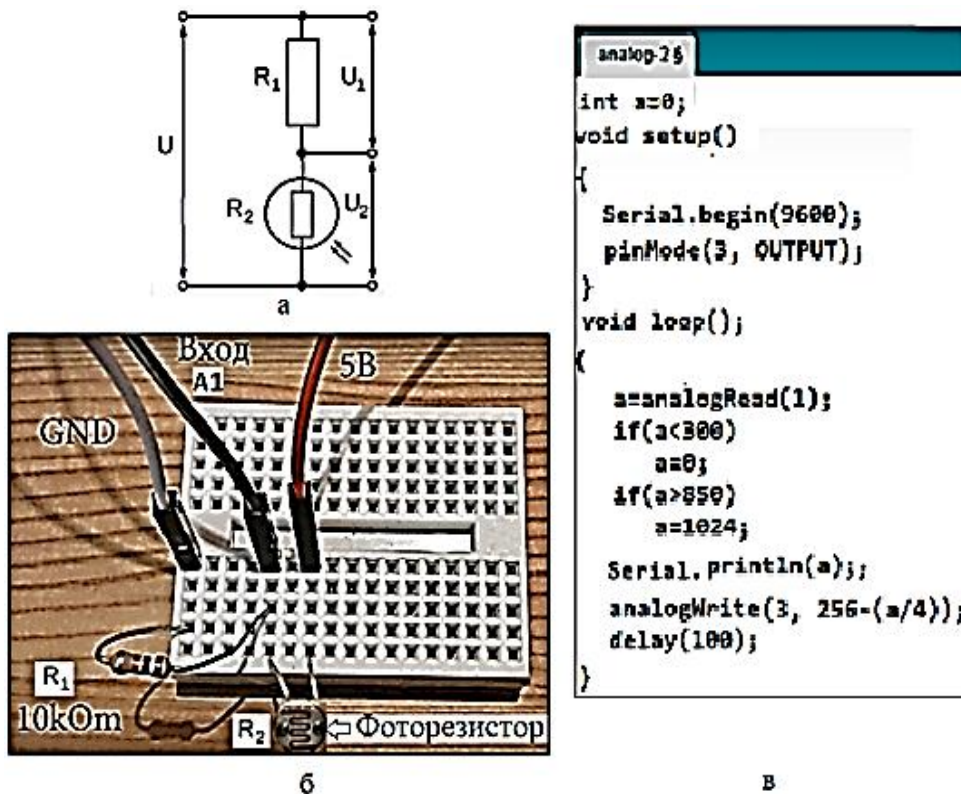 R1
U1
U
R2
U2
а
Вход
A1
5В
GND
R1
10kOm
R2
⇦ Фоторезистор
б
analog-2 §
int a=0;
void setup()
{
Serial.begin(9600);
pinMode(3, OUTPUT);
}
void loop();
{
a=analogRead(1);
if(a<300)
a=0;
if(a>850)
a=1024;
Serial.println(a);;
analogWrite(3, 256-(a/4));
delay(100);
}
в